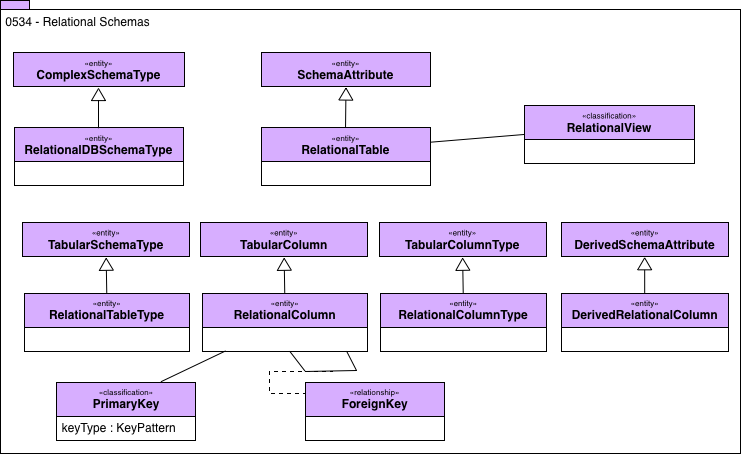 0534 - Relational Schemas
«entity»
ComplexSchemaType
«entity»
SchemaAttribute
«entity»
RelationalDBSchemaType
«entity»
RelationalTable
«classification»
RelationalView
«entity»
TabularSchemaType
«entity»
TabularColumn
«entity»
TabularColumnType
«entity»
DerivedSchemaAttribute
«entity»
RelationalTableType
«entity»
RelationalColumn
«entity»
RelationalColumnType
«entity»
DerivedRelationalColumn
«classification»
PrimaryKey
keyType : KeyPattern
«relationship»
ForeignKey